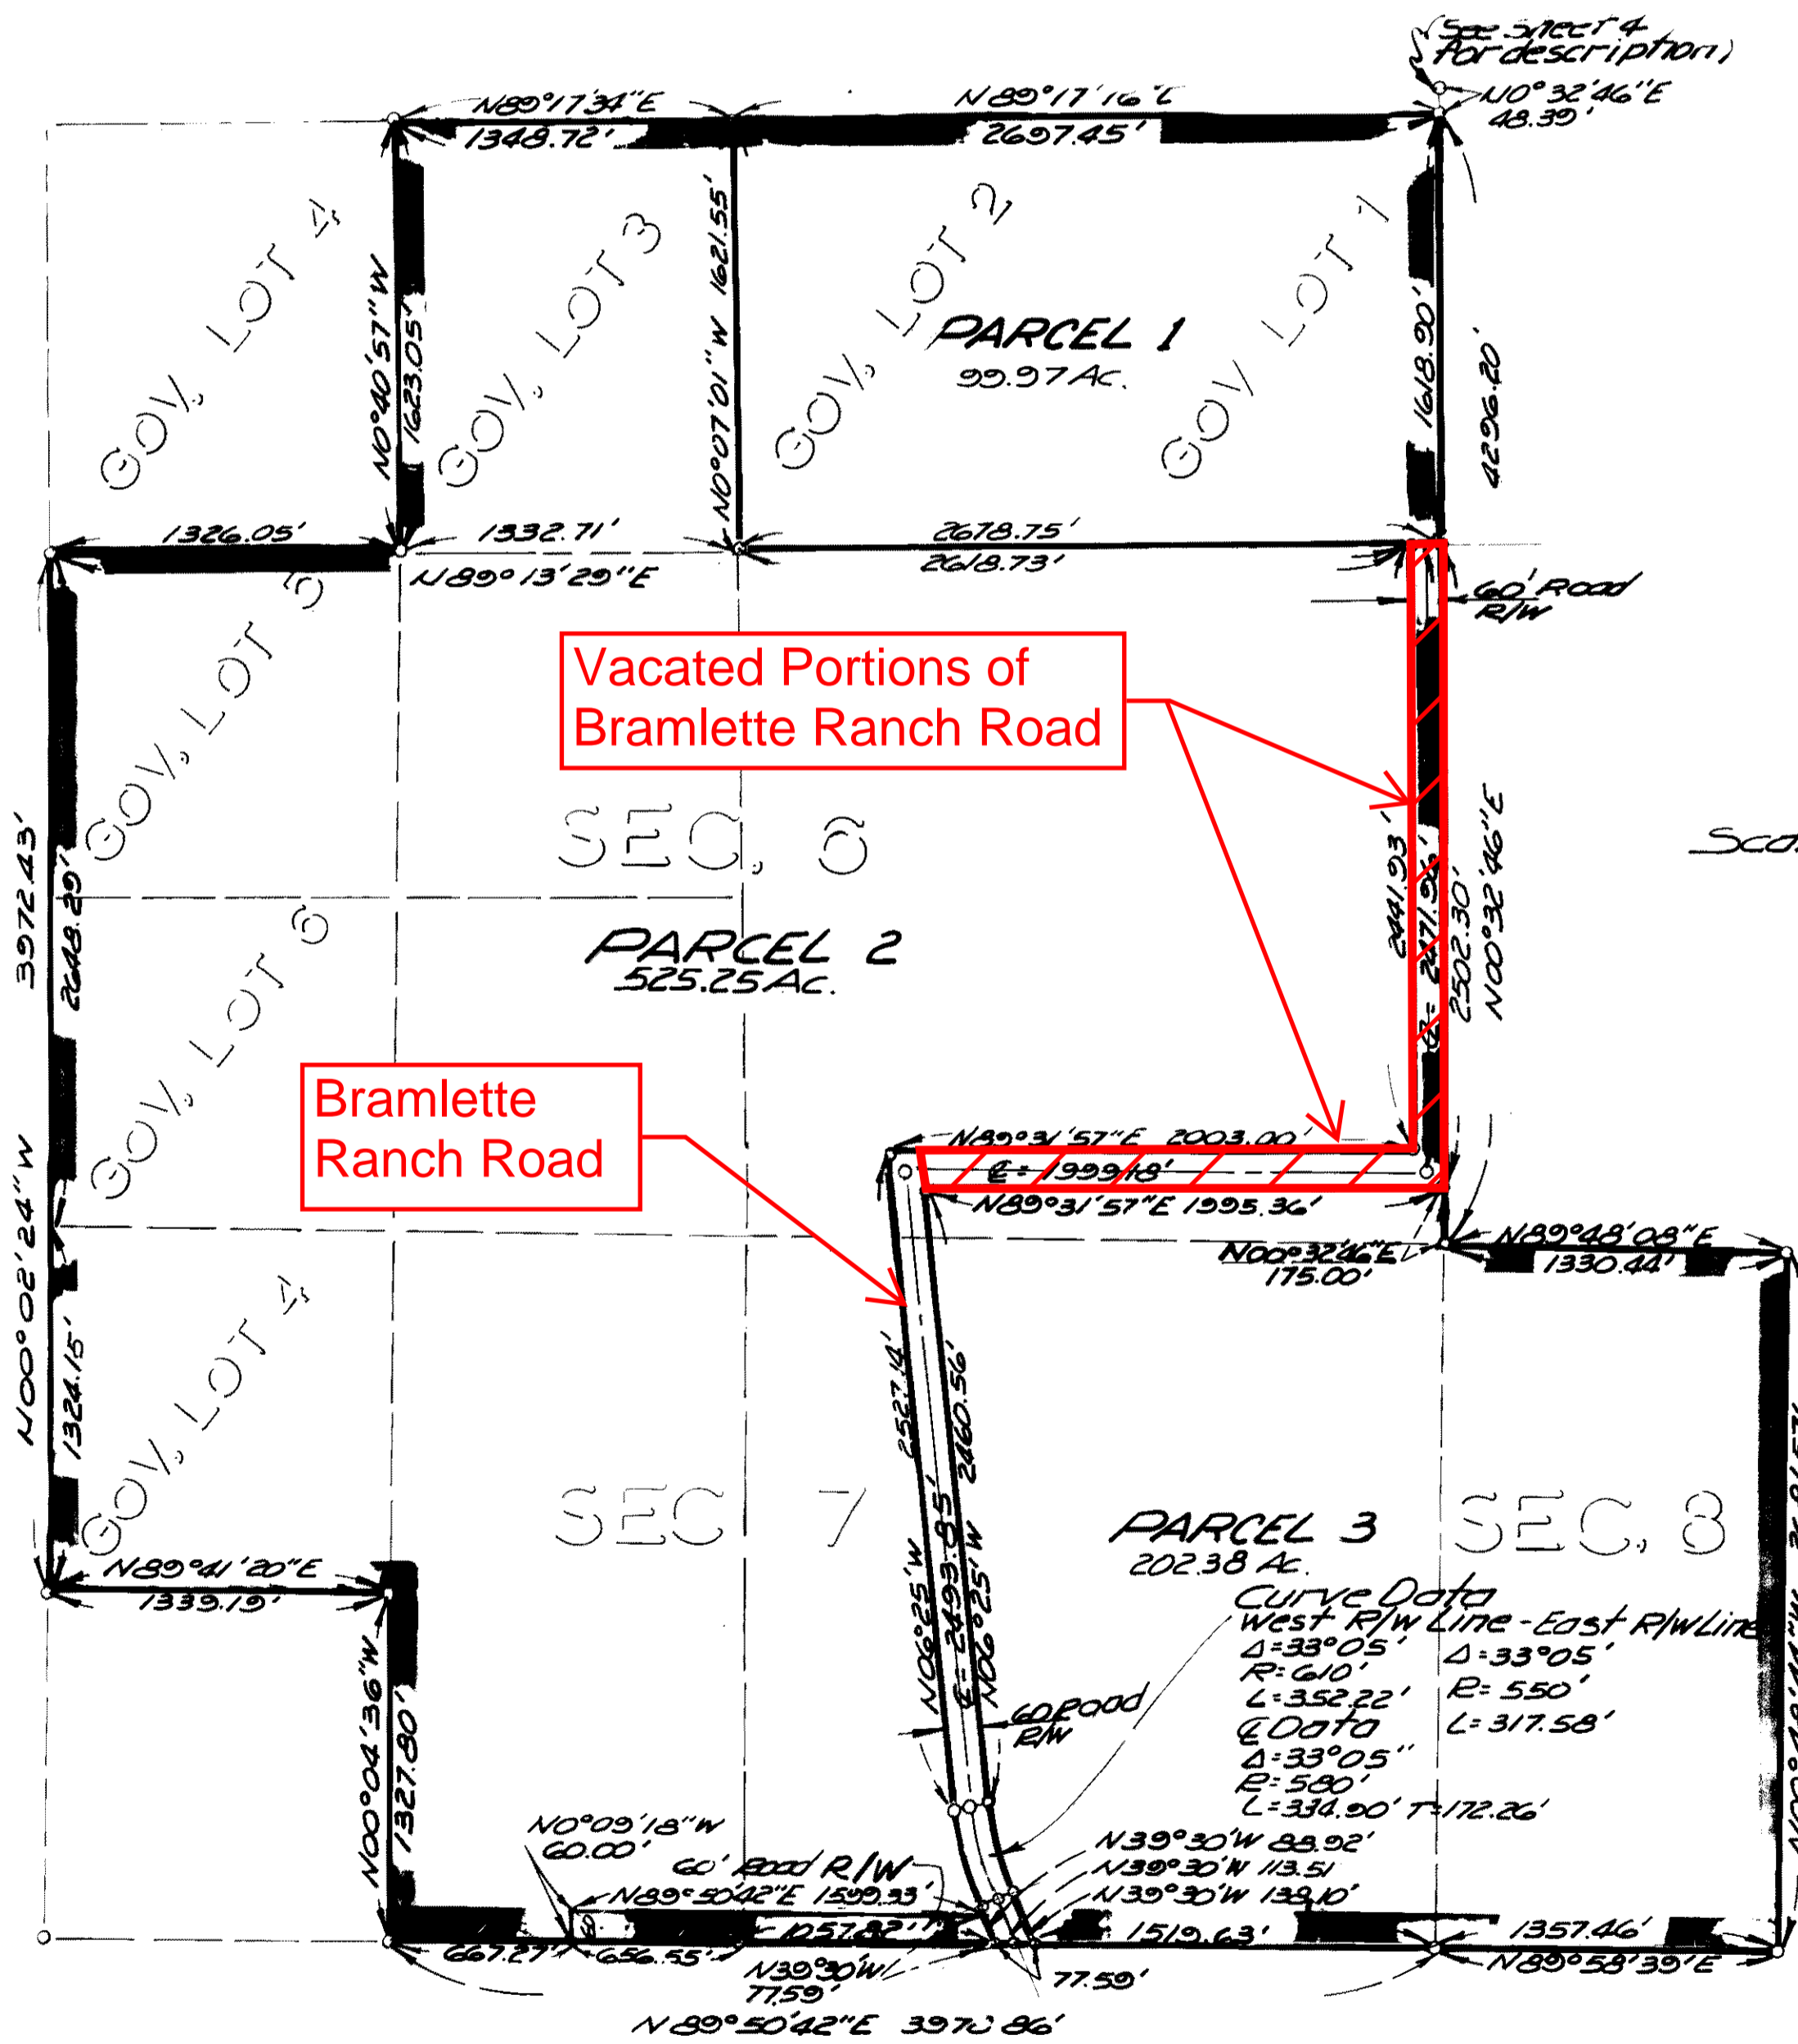 (See Sheet 4
for description)
N89°17'34"E
1348.72'
N89°17'16"E
2697.45'
N0°32'46"E
48.39'
GOV. LOT 4
N0°40'57"W
1623.05'
GOV. LOT 3
N0°07'01"W 1621.55'
GOV. LOT 2
GOV. LOT 1
PARCEL 1
99.97 AC.
1618.90'
4296.20'
1326.05'
1332.71'
N89°13'29"E
2678.75'
2618.73'
60' Road
R/W
GOV. LOT 5
Vacated Portions of
Bramlette Ranch Road
SEC. 6
3972.43'
2648.29'
GOV. LOT 6
PARCEL 2
525.25 AC.
2441.93'
℄= 2471.96'
2502.30'
N00°32'46"E
Bramlette
Ranch Road
N89°31'57"E 2003.00'
℄= 1999.18'
N89°31'57"E 1995.36'
N00°32'46"E
175.00'
N89°48'08"E
1330.44'
N00°02'24"W
1324.15'
GOV. LOT 4
2527.14'
N06°25'W
℄= 2493.85'
N06°25'W 2460.56'
SEC 7
PARCEL 3
202.38 AC.
SEC. 8
N89°41'20"E
1339.19'
Curve Data
West R/W Line - East R/W Line
Δ=33°05' Δ=33°05'
R=610' R=550'
L=352.22' L=317.58'
℄ Data
Δ=33°05"
R=580'
L=334.90' T=172.26'
60 Road
R/W
N00°04'36"W
1327.80'
N0°09'18"W
60.00'
60' Road R/W
N89°50'42"E 1599.33'
N39°30'W 88.92'
N39°30'W 113.51
N39°30'W 138.10'
667.27'
656.55'
1057.82'
1519.63'
1357.46'
N39°30'W
77.59'
77.59'
N89°58'39"E
N89°50'42"E